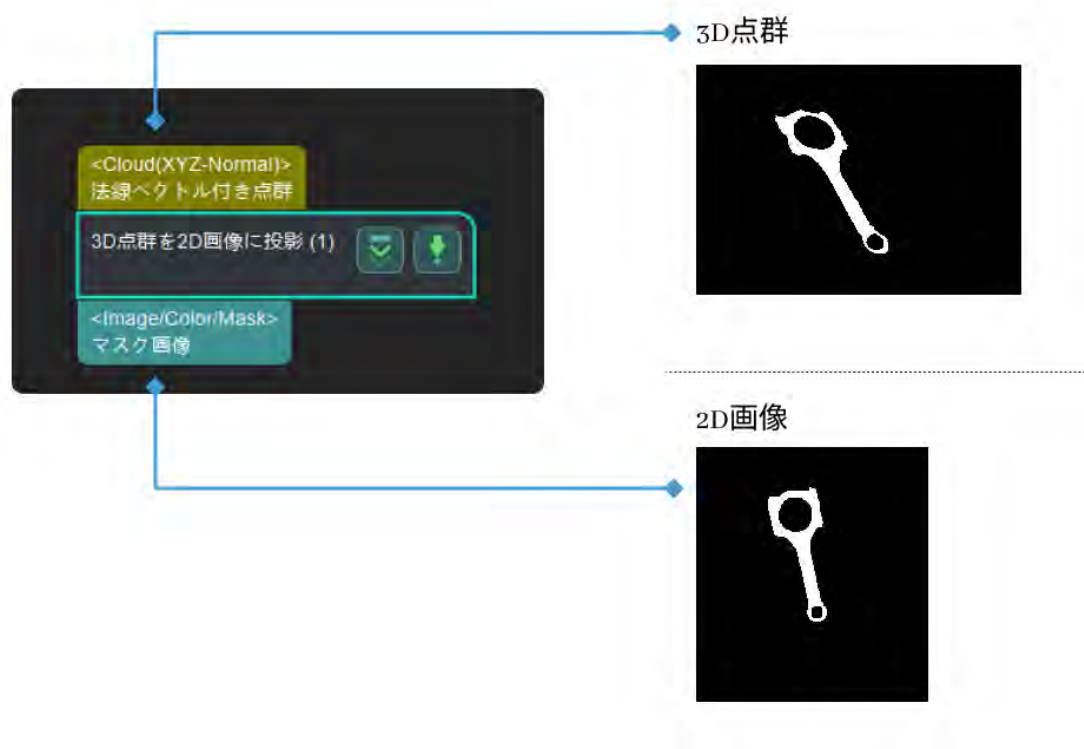 3D点群
<Cloud(XYZ-Normal)>
法線ベクトル付き点群
3D点群を2D画像に投影 (1)
<Image/Color/Mask>
マスク画像
2D画像